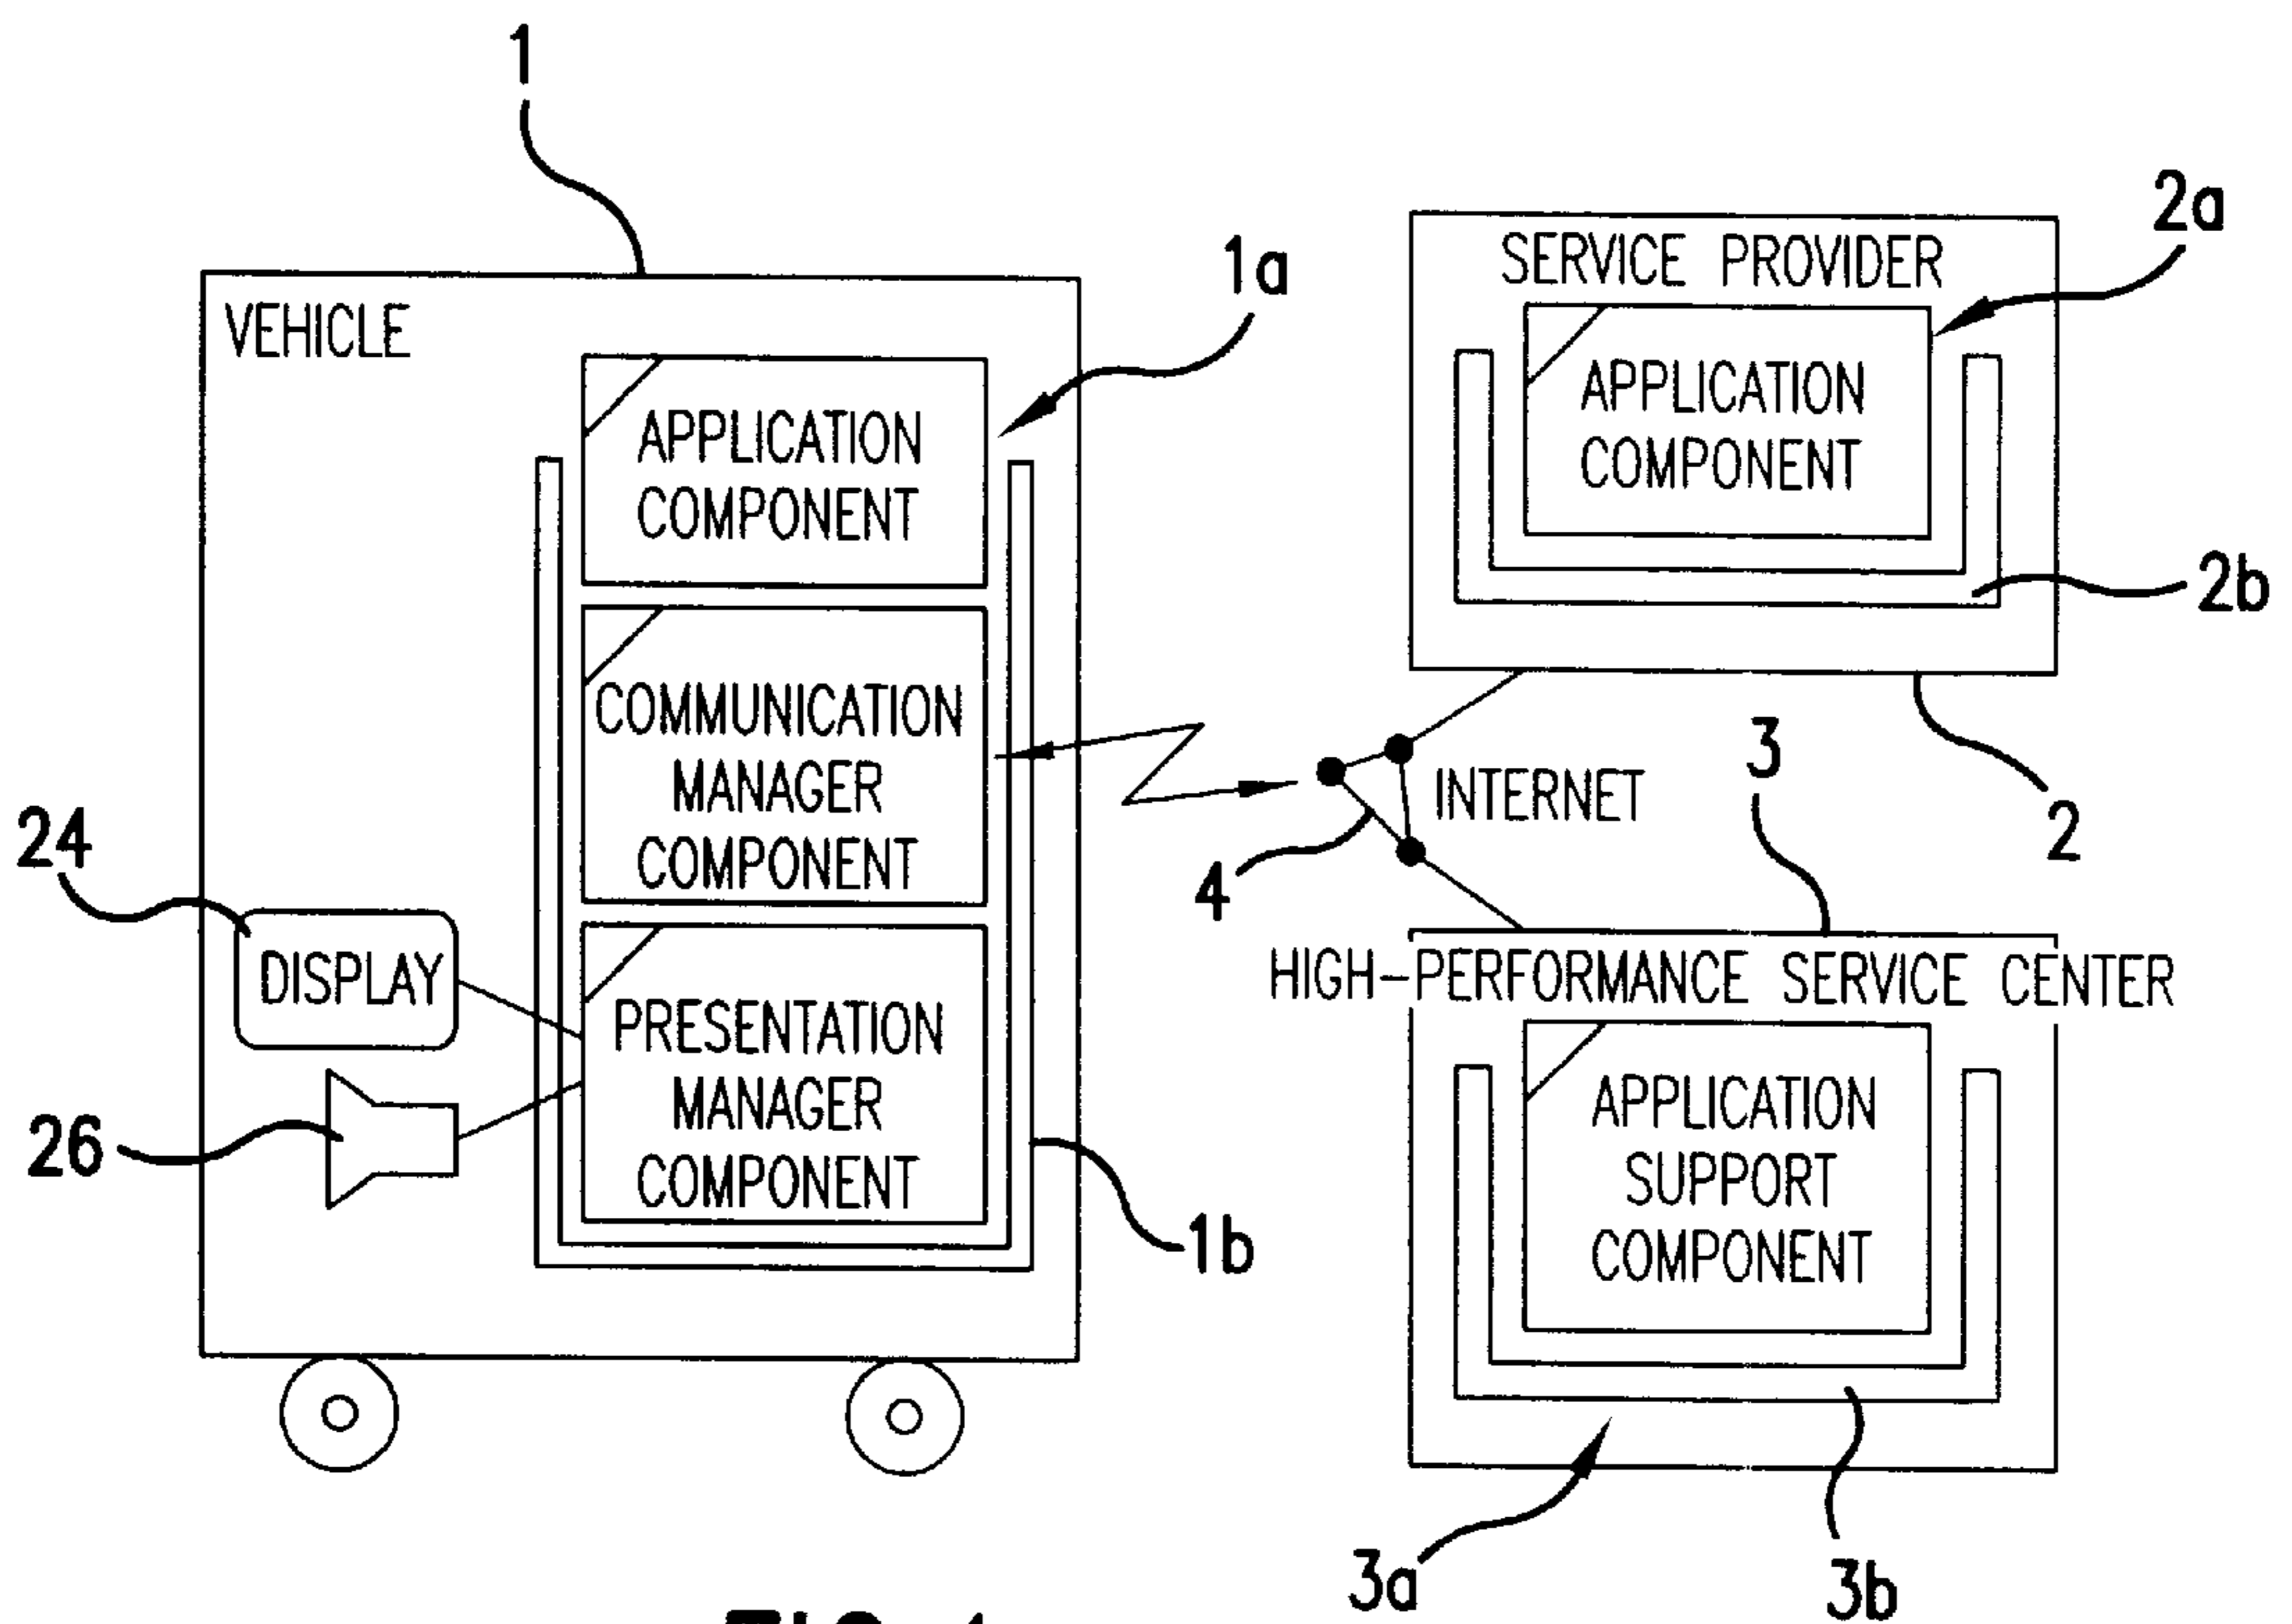 1
VEHICLE
1a
APPLICATION
COMPONENT
COMMUNICATION
MANAGER
COMPONENT
PRESENTATION
MANAGER
COMPONENT
24
DISPLAY
26
1b
SERVICE PROVIDER
2a
APPLICATION
COMPONENT
2b
2
INTERNET
4
3
HIGH-PERFORMANCE SERVICE CENTER
APPLICATION
SUPPORT
COMPONENT
3a
3b